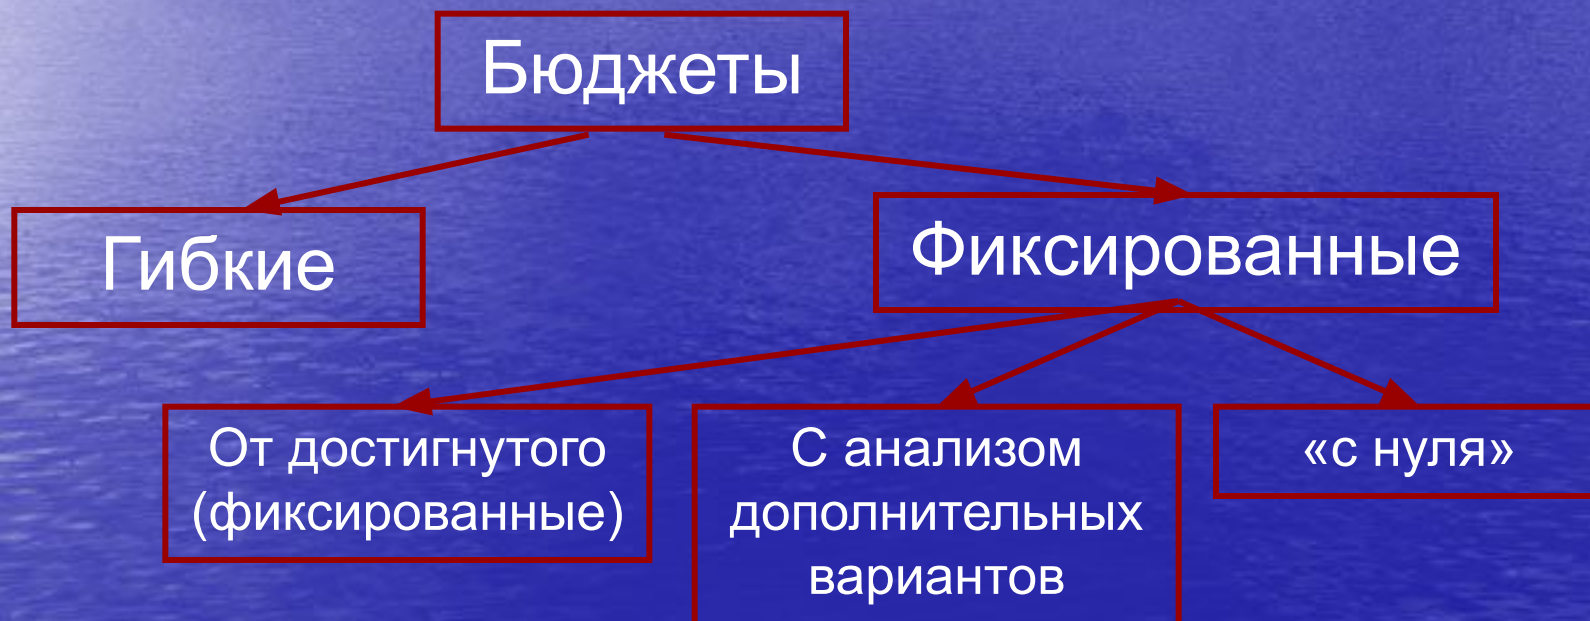 Бюджеты
Гибкие
Фиксированные
От достигнутого
(фиксированные)
С анализом
дополнительных
вариантов
«с нуля»